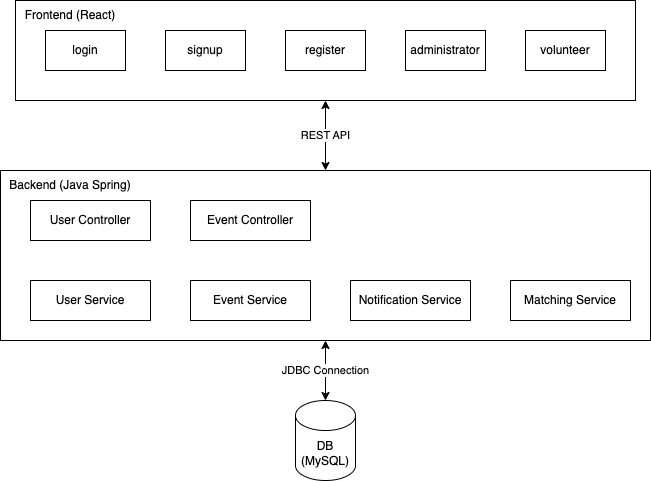 Frontend (React)
login
signup
register
administrator
volunteer
REST API
Backend (Java Spring)
User Controller
Event Controller
User Service
Event Service
Notification Service
Matching Service
JDBC Connection
DB
(MySQL)